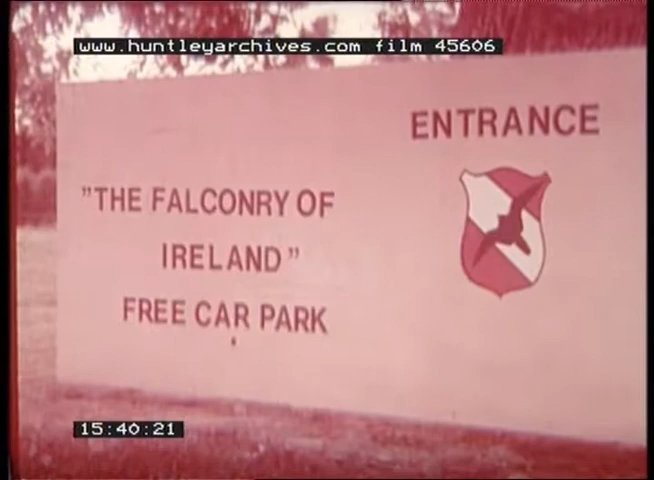 www.huntleyarchives.com film 45606
ENTRANCE
"THE FALCONRY OF
IRELAND"
FREE CAR PARK
15:40:21